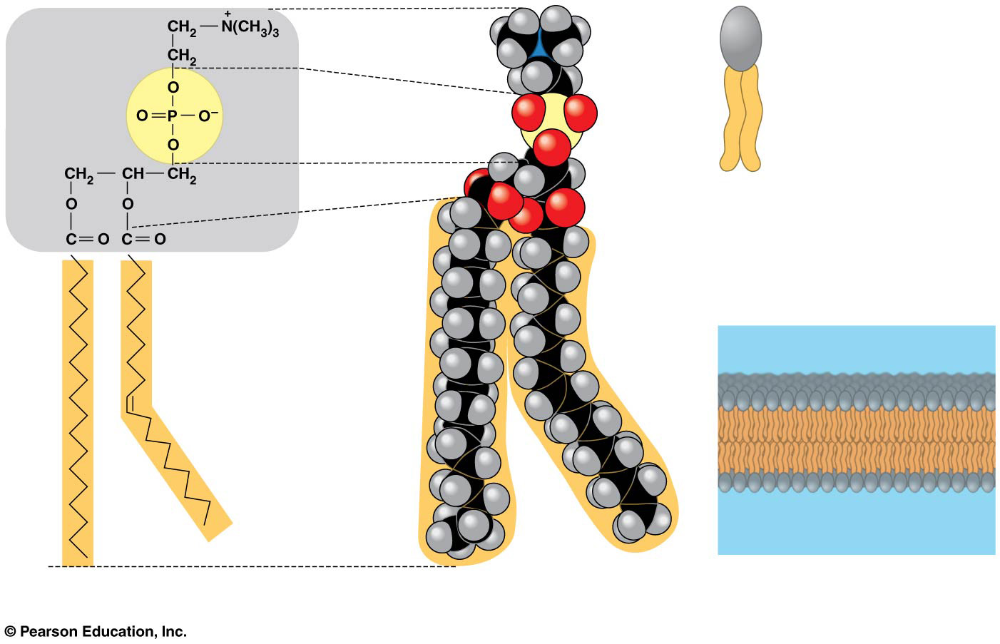 +
CH2—N(CH3)3
CH2
O
O=P—O−
O
CH2—CH—CH2
O O
C=O C=O
© Pearson Education, Inc.